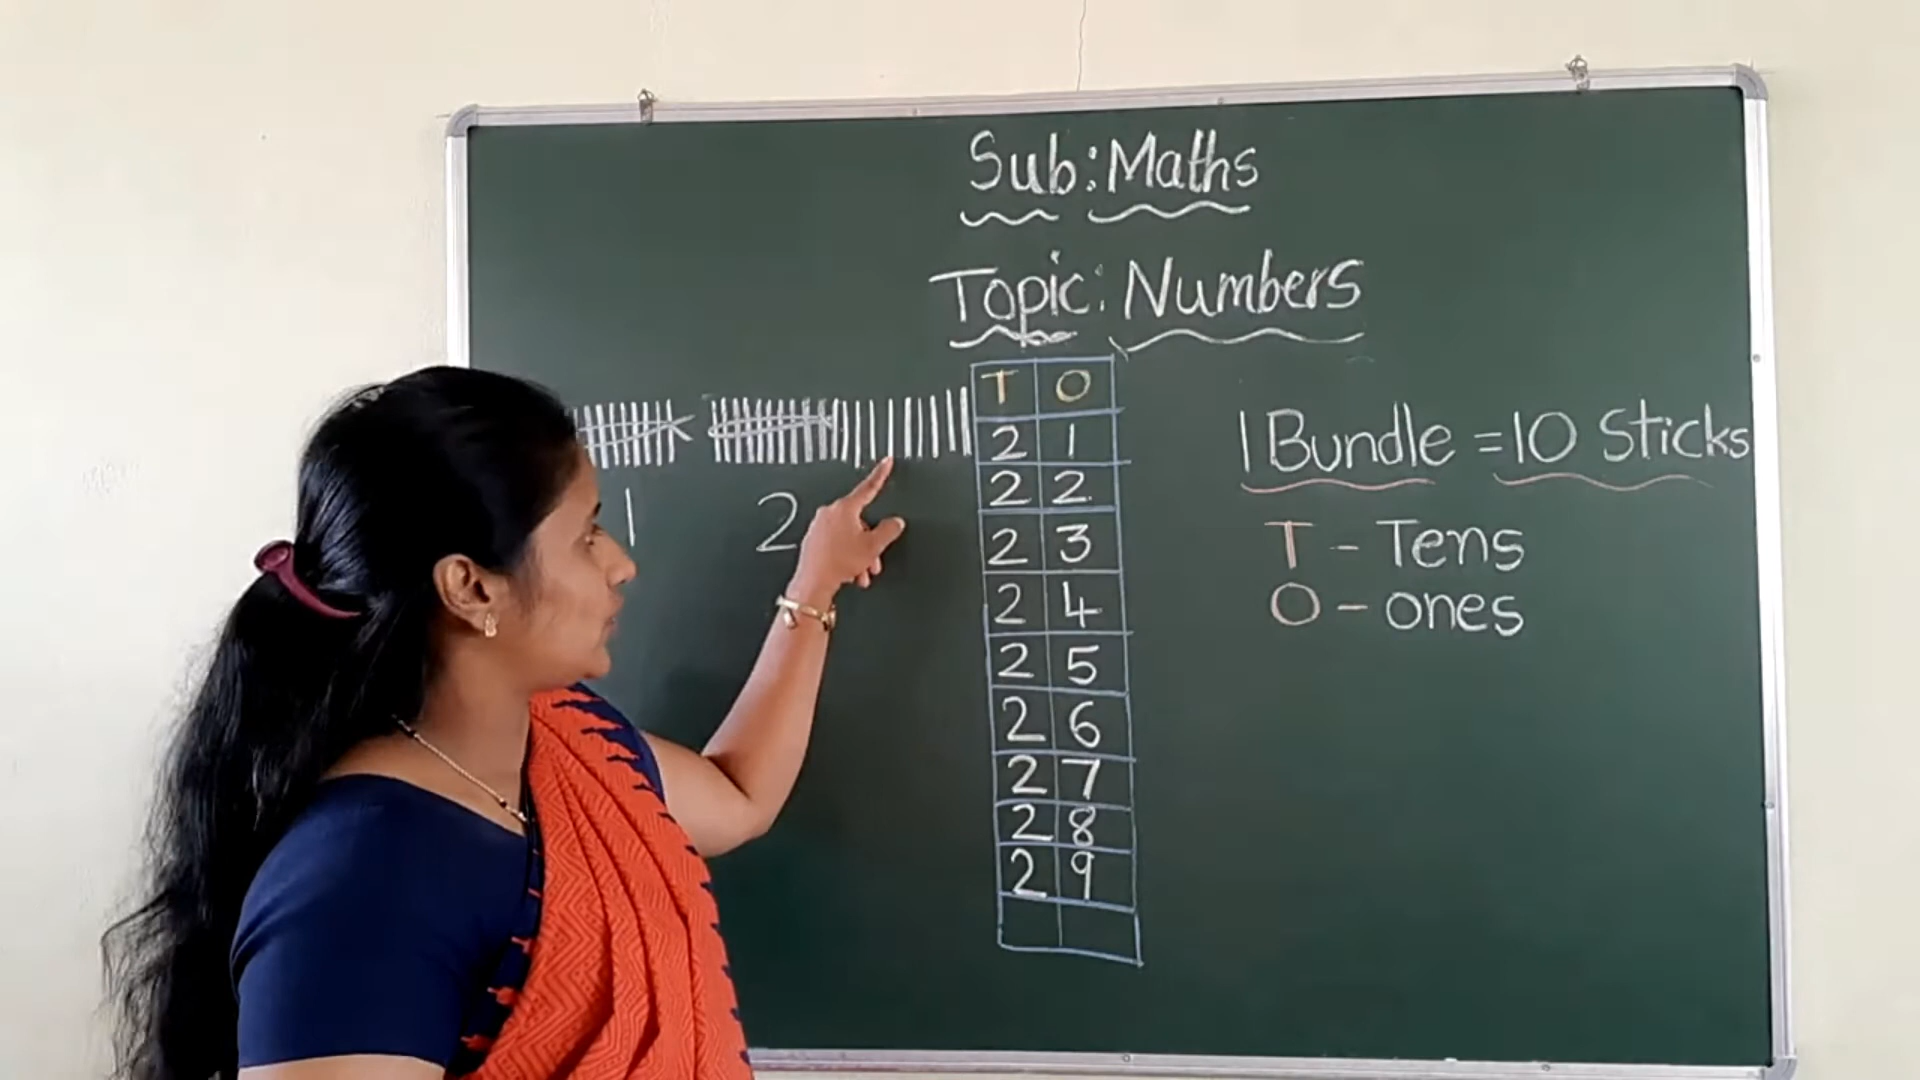 Sub: Maths
Topic: Numbers
1 2
T O
2 1
2 2
2 3
2 4
2 5
2 6
2 7
2 8
2 9
1 Bundle = 10 Sticks
T - Tens
O - ones